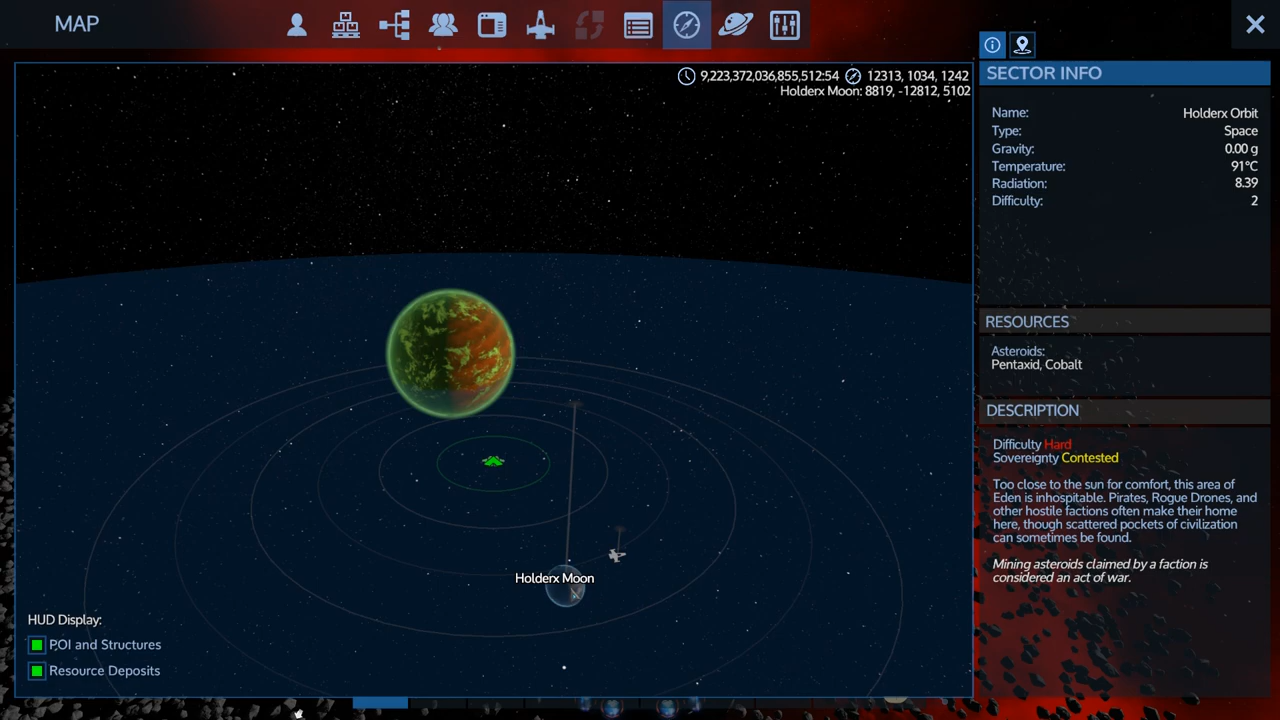 MAP
9,223,372,036,855,512:54 12313, 1034, 1242
Holderx Moon: 8819, -12812, 5102
Holderx Moon
HUD Display:
POI and Structures
Resource Deposits
SECTOR INFO
Name: Holderx Orbit
Type: Space
Gravity: 0.00 g
Temperature: 91°C
Radiation: 8.39
Difficulty: 2
RESOURCES
Asteroids:
Pentaxid, Cobalt
DESCRIPTION
Difficulty Hard
Sovereignty Contested
Too close to the sun for comfort, this area of
Eden is inhospitable. Pirates, Rogue Drones, and
other hostile factions often make their home
here, though scattered pockets of civilization
can sometimes be found.
Mining asteroids claimed by a faction is
considered an act of war.